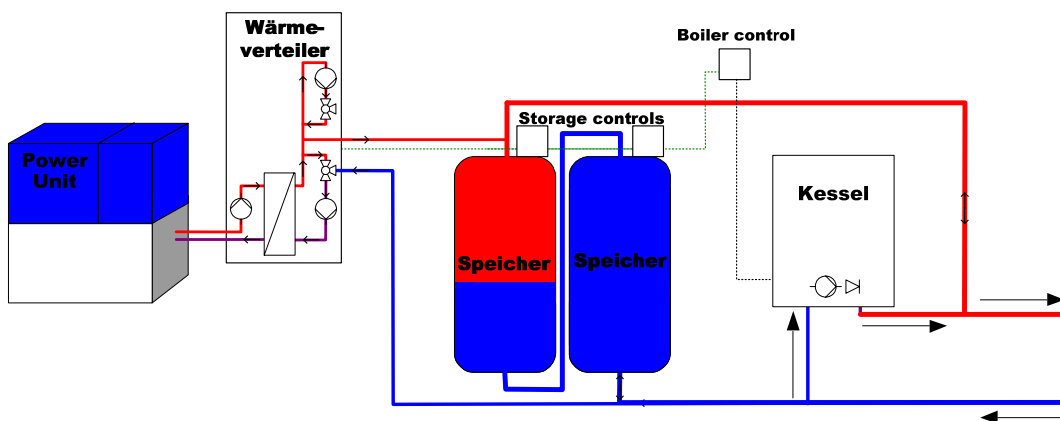 Wärme-
verteiler
Boiler control
Storage controls
Power
Unit
Kessel
Speicher
Speicher